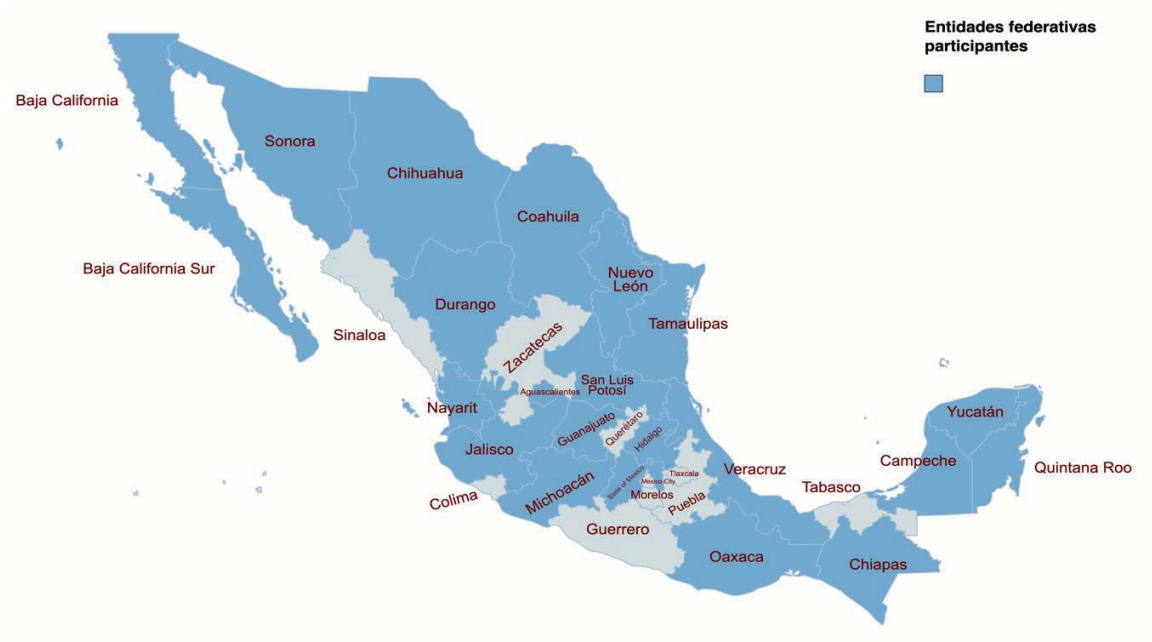 Entidades federativas
participantes
Baja California
Sonora
Chihuahua
Coahuila
Baja California Sur
Nuevo
León
Durango
Tamaulipas
Sinaloa
Zacatecas
San Luis
Potosí
Aguascalientes
Nayarit
Yucatán
Guanajuato
Querétaro
Hidalgo
Jalisco
Campeche
Quintana Roo
Veracruz
Tlaxcala
State of Mexico
Mexico City
Tabasco
Michoacán
Morelos
Colima
Puebla
Guerrero
Oaxaca
Chiapas